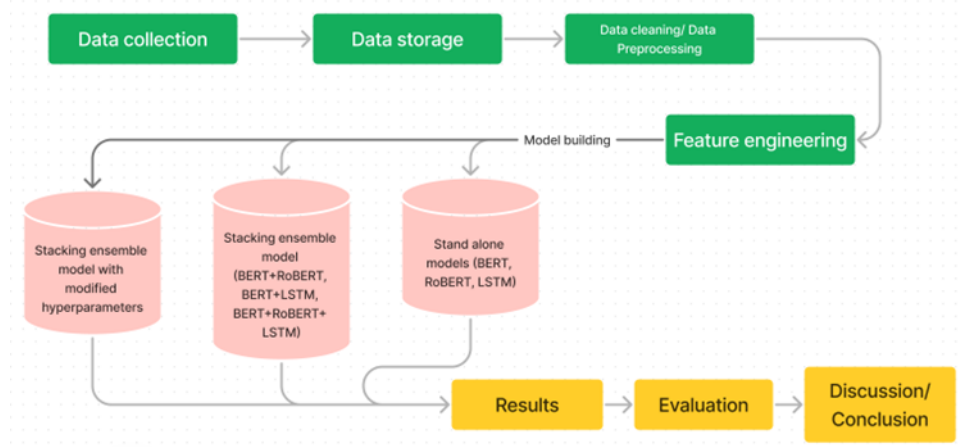 Data collection
Data storage
Data cleaning/ Data
Preprocessing
Feature engineering
Model building
Stacking ensemble
model with
modified
hyperparameters
Stacking ensemble
model
(BERT+RoBERT,
BERT+LSTM,
BERT+RoBERT+
LSTM)
Stand alone
models (BERT,
RoBERT, LSTM)
Results
Evaluation
Discussion/
Conclusion